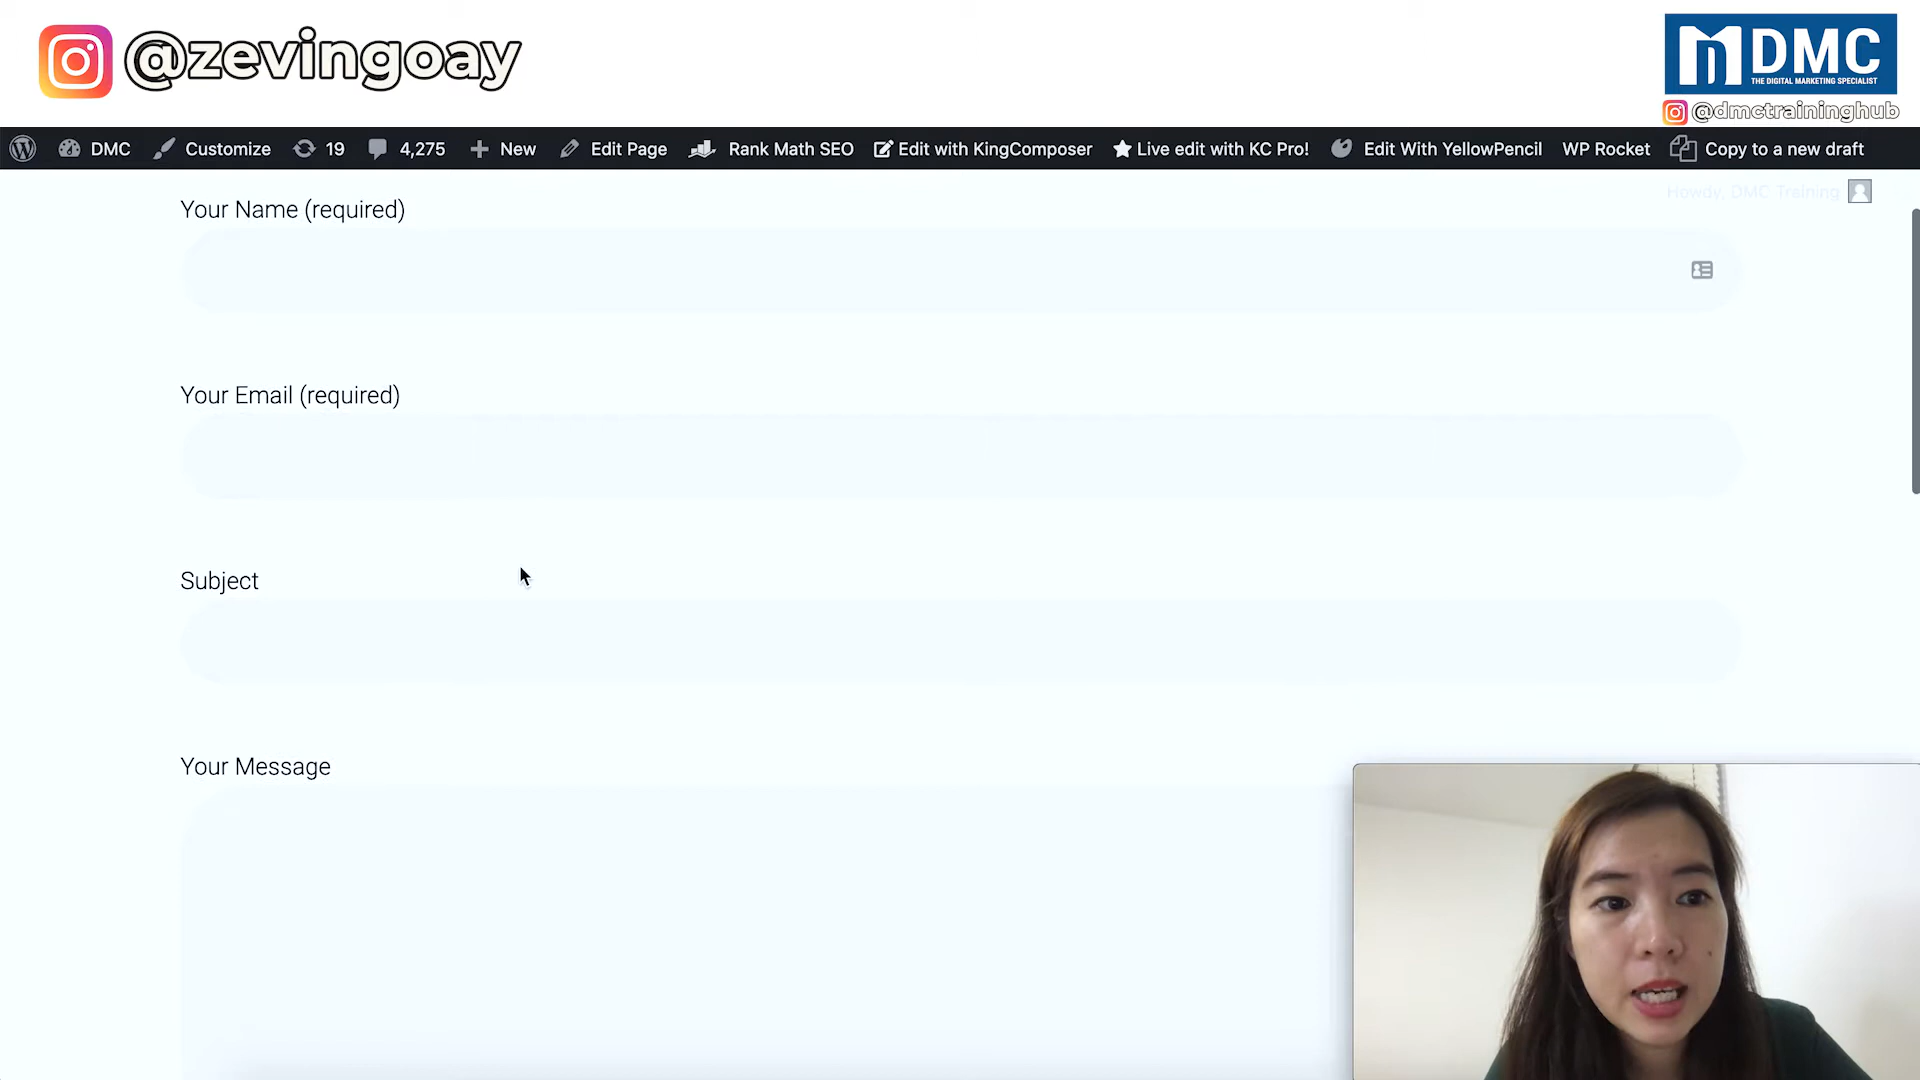 @zevingoay
DMC
THE DIGITAL MARKETING SPECIALIST
@dmctraininghub
DMC Customize 19 4,275 New Edit Page Rank Math SEO Edit with KingComposer Live edit with KC Pro! Edit With YellowPencil WP Rocket Copy to a new draft
Howdy, DMC Training
Your Name (required)
Your Email (required)
Subject
Your Message